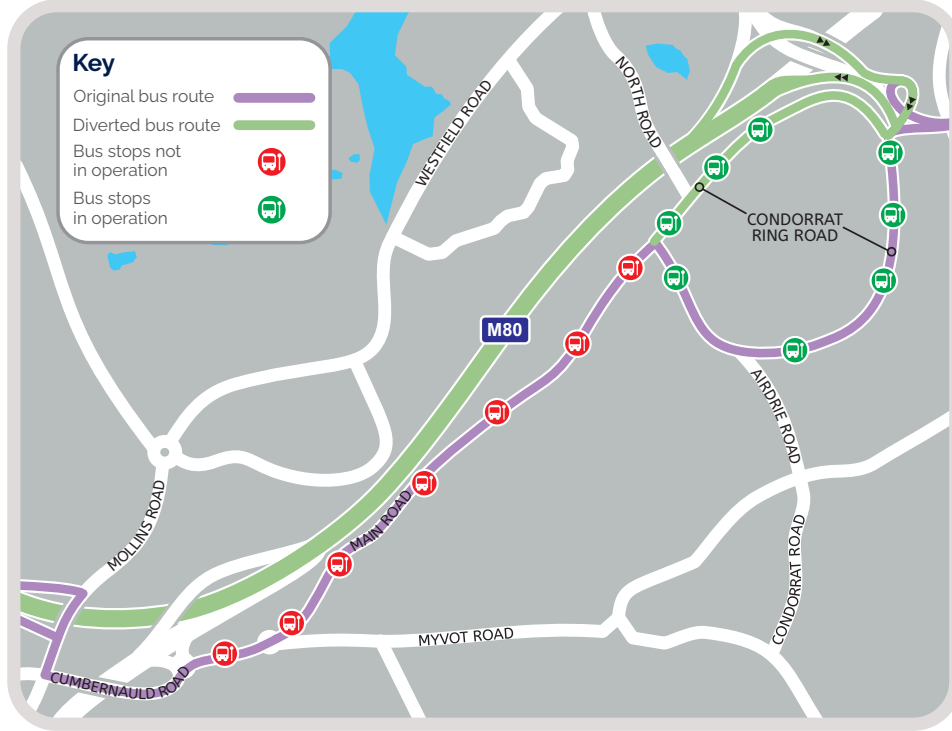 Key
Original bus route
Diverted bus route
Bus stops not
in operation
Bus stops
in operation
WESTFIELD ROAD
NORTH ROAD
CONDORRAT
RING ROAD
M80
AIRDRIE ROAD
MAIN ROAD
MOLLINS ROAD
CONDORRAT ROAD
MYVOT ROAD
CUMBERNAULD ROAD